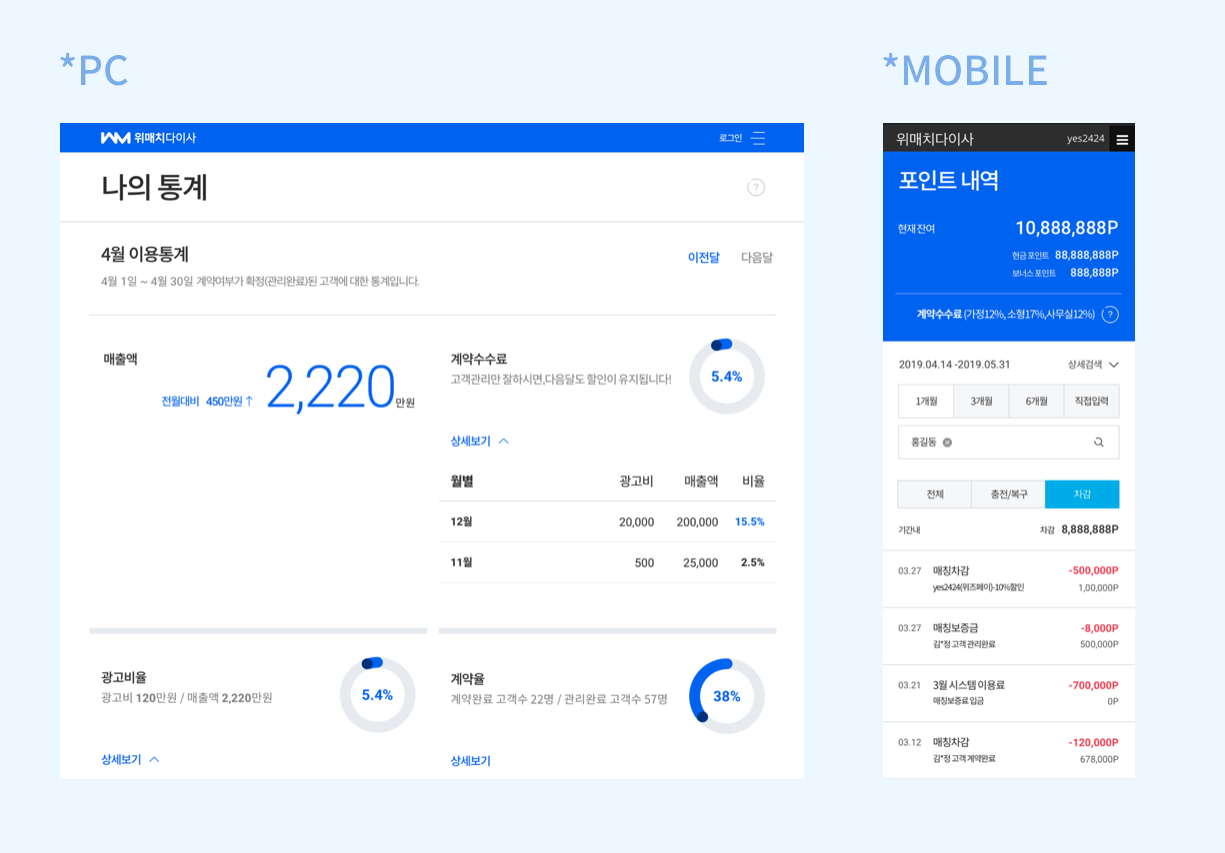 *PC
위매치다이사
로그인
나의 통계
?
4월 이용통계
이전달 다음달
4월 1일 ~ 4월 30일 계약여부가 확정(관리완료)된 고객에 대한 통계입니다.
매출액
전월대비 450만원 ↑ 2,220 만원
계약수수료
고객관리만 잘하시면,다음달도 할인이 유지됩니다!
5.4%
상세보기
월별 광고비 매출액 비율
12월 20,000 200,000 15.5%
11월 500 25,000 2.5%
광고비율
광고비 120만원 / 매출액 2,220만원
5.4%
상세보기
계약율
계약완료 고객수 22명 / 관리완료 고객수 57명
38%
상세보기
*MOBILE
위매치다이사 yes2424
포인트 내역
현재잔여 10,888,888P
현금 포인트 88,888,888P
보너스 포인트 888,888P
계약수수료 (가정12%, 소형17%,사무실12%) ?
2019.04.14 -2019.05.31 상세검색
1개월 3개월 6개월 직접입력
홍길동
전체 충전/복구 차감
기간내 차감 8,888,888P
03.27 매칭차감 -500,000P
yes2424(위즈페이)-10%할인 1,00,000P
03.27 매칭보증금 -8,000P
김*정 고객 관리완료 500,000P
03.21 3월 시스템 이용료 -700,000P
매칭보증료 입금 0P
03.12 매칭차감 -120,000P
김*정 고객 계약완료 678,000P